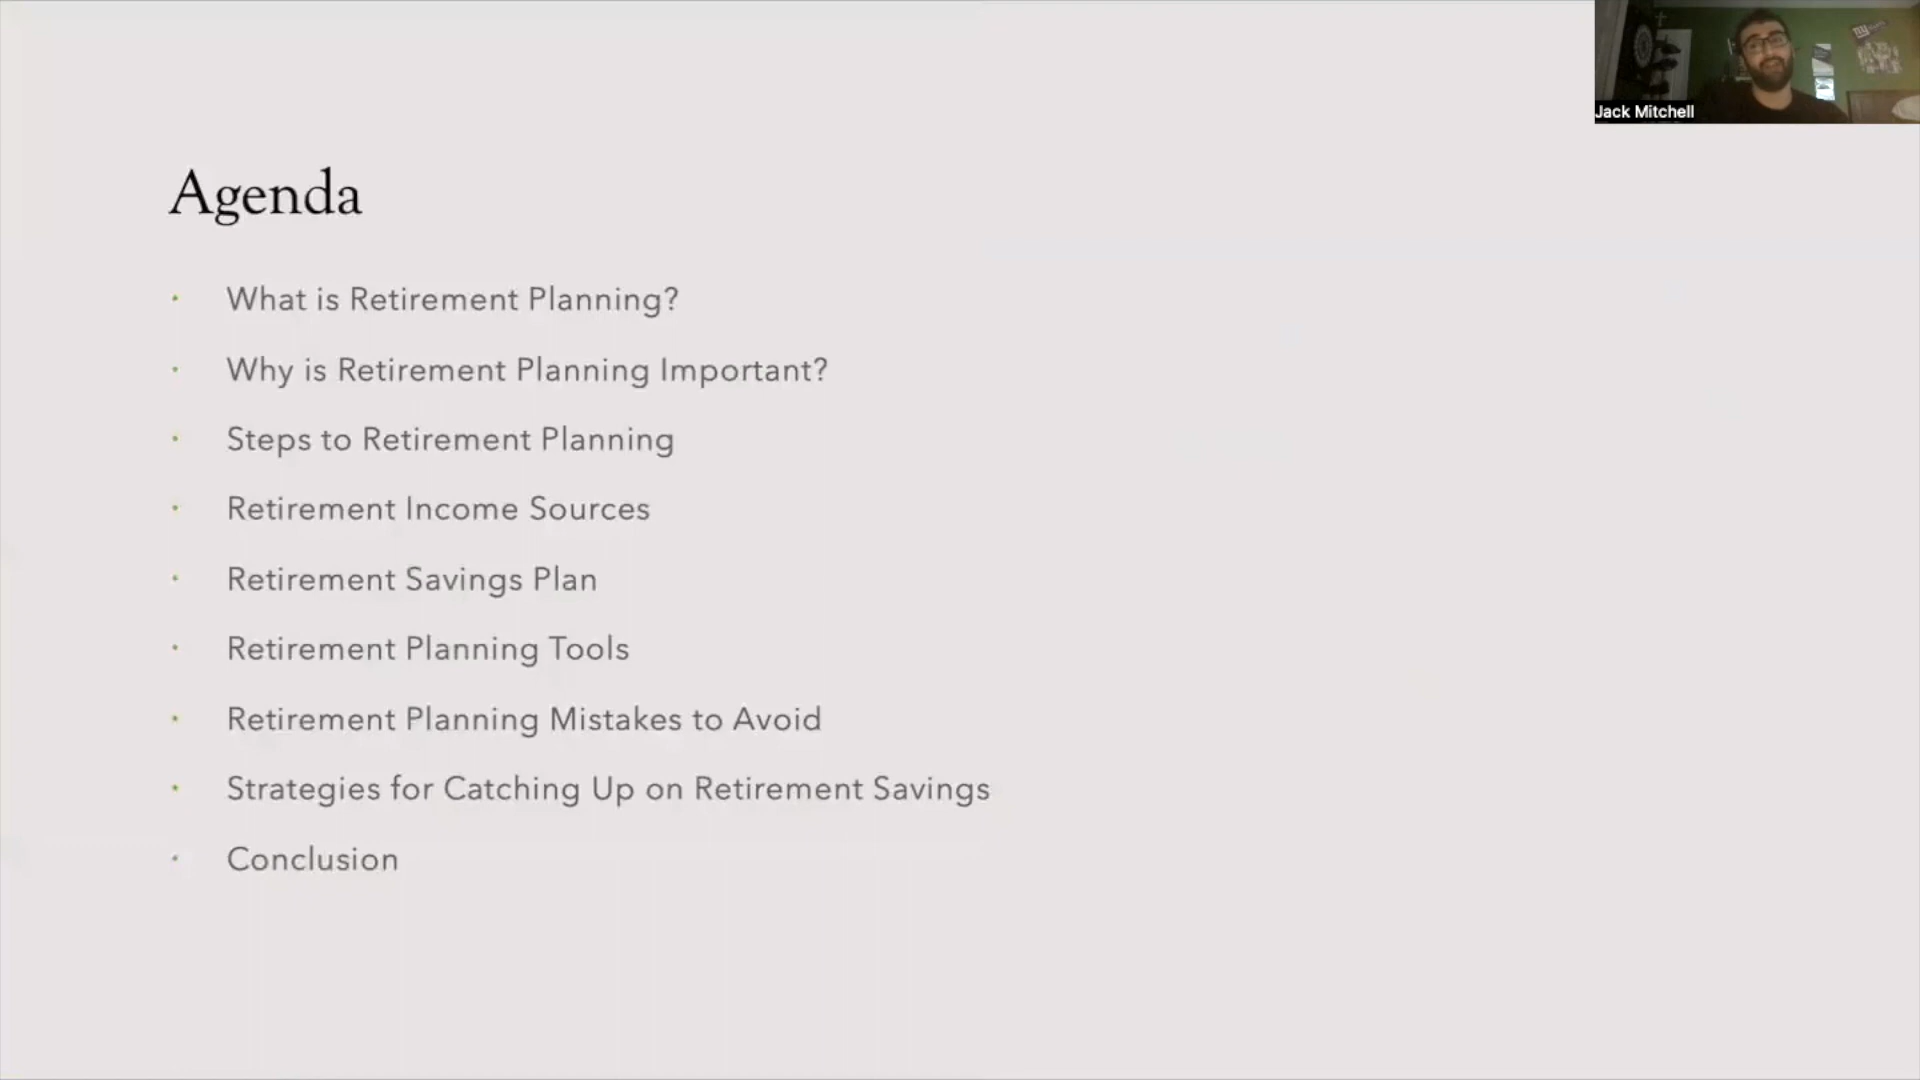 Jack Mitchell
Agenda
• What is Retirement Planning?
• Why is Retirement Planning Important?
• Steps to Retirement Planning
• Retirement Income Sources
• Retirement Savings Plan
• Retirement Planning Tools
• Retirement Planning Mistakes to Avoid
• Strategies for Catching Up on Retirement Savings
• Conclusion